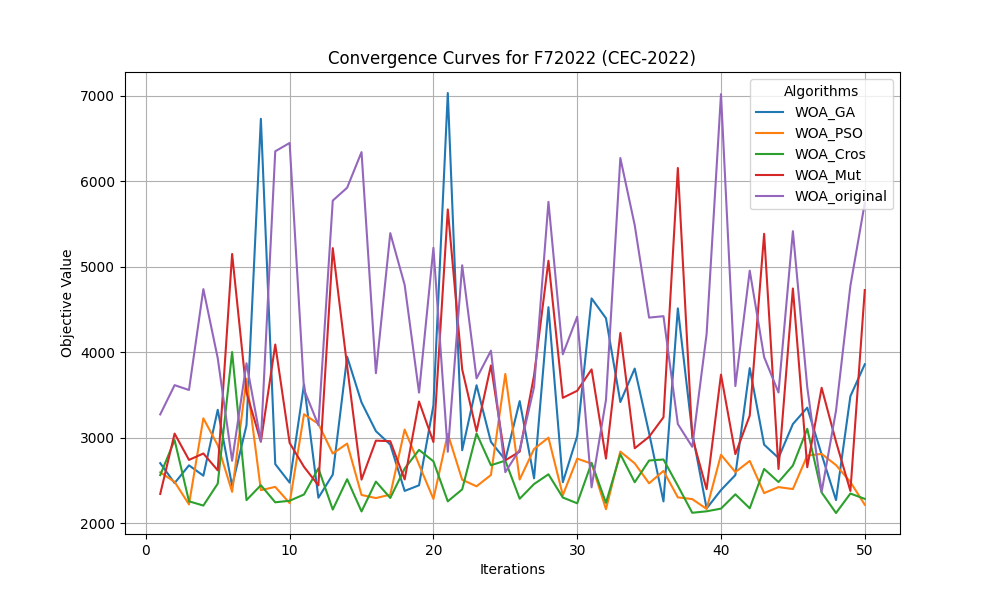 Convergence Curves for F72022 (CEC-2022)
Algorithms
WOA_GA
WOA_PSO
WOA_Cros
WOA_Mut
WOA_original
Objective Value
7000
6000
5000
4000
3000
2000
0
10
20
30
40
50
Iterations